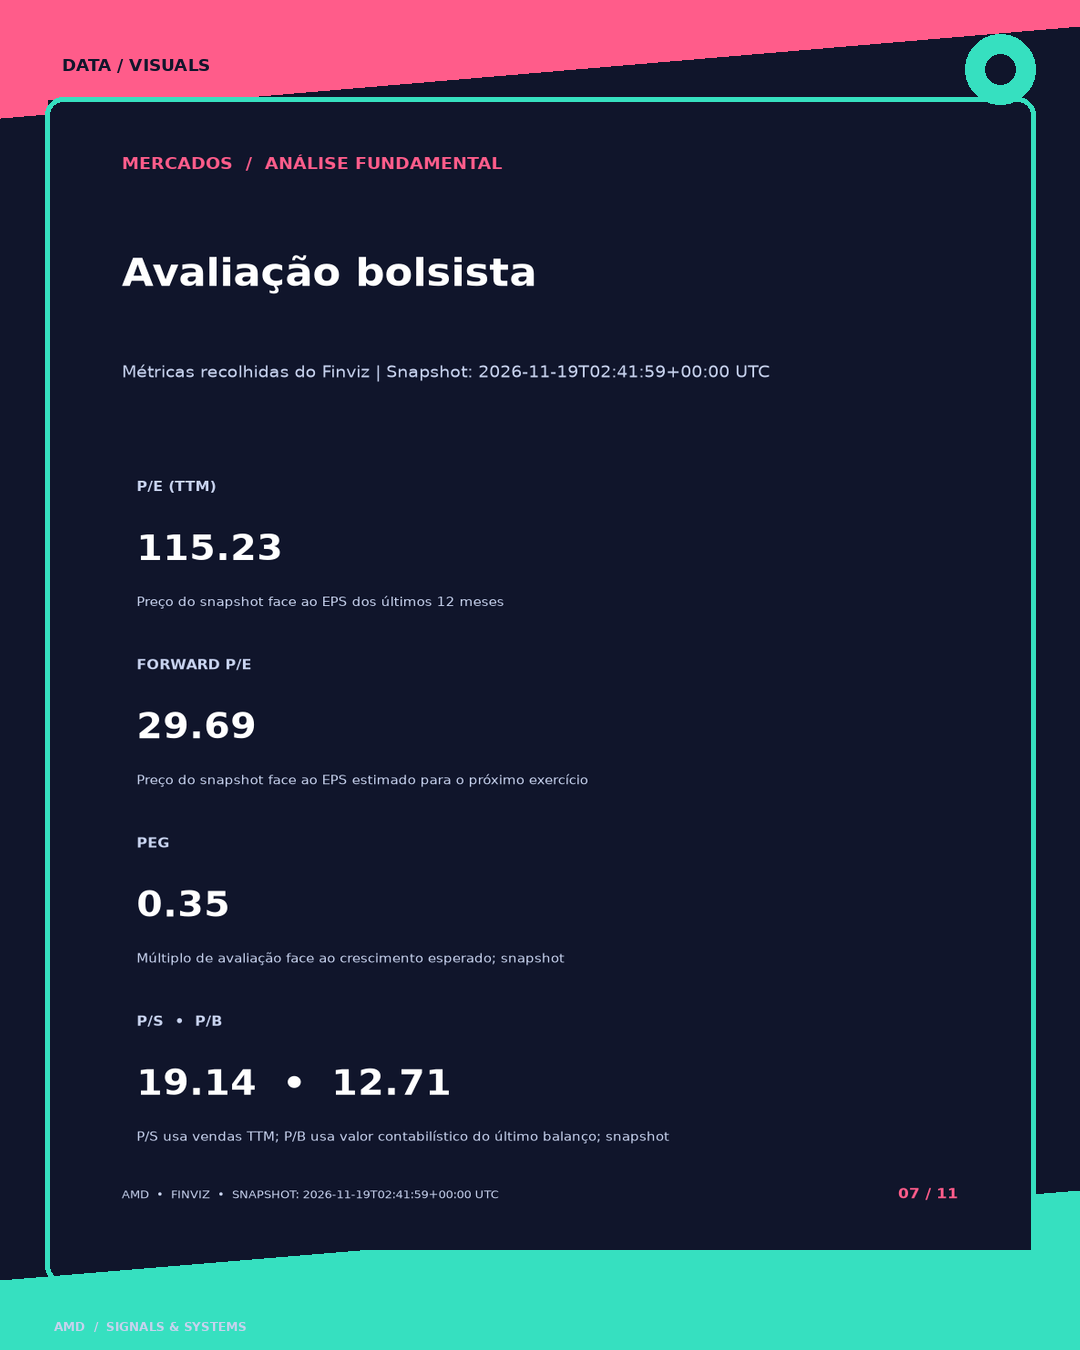 DATA / VISUALS
MERCADOS / ANÁLISE FUNDAMENTAL
Avaliação bolsista
Métricas recolhidas do Finviz | Snapshot: 2026-11-19T02:41:59+00:00 UTC
P/E (TTM)
115.23
Preço do snapshot face ao EPS dos últimos 12 meses
FORWARD P/E
29.69
Preço do snapshot face ao EPS estimado para o próximo exercício
PEG
0.35
Múltiplo de avaliação face ao crescimento esperado; snapshot
P/S • P/B
19.14 • 12.71
P/S usa vendas TTM; P/B usa valor contabilístico do último balanço; snapshot
AMD • FINVIZ • SNAPSHOT: 2026-11-19T02:41:59+00:00 UTC
07 / 11
AMD / SIGNALS & SYSTEMS